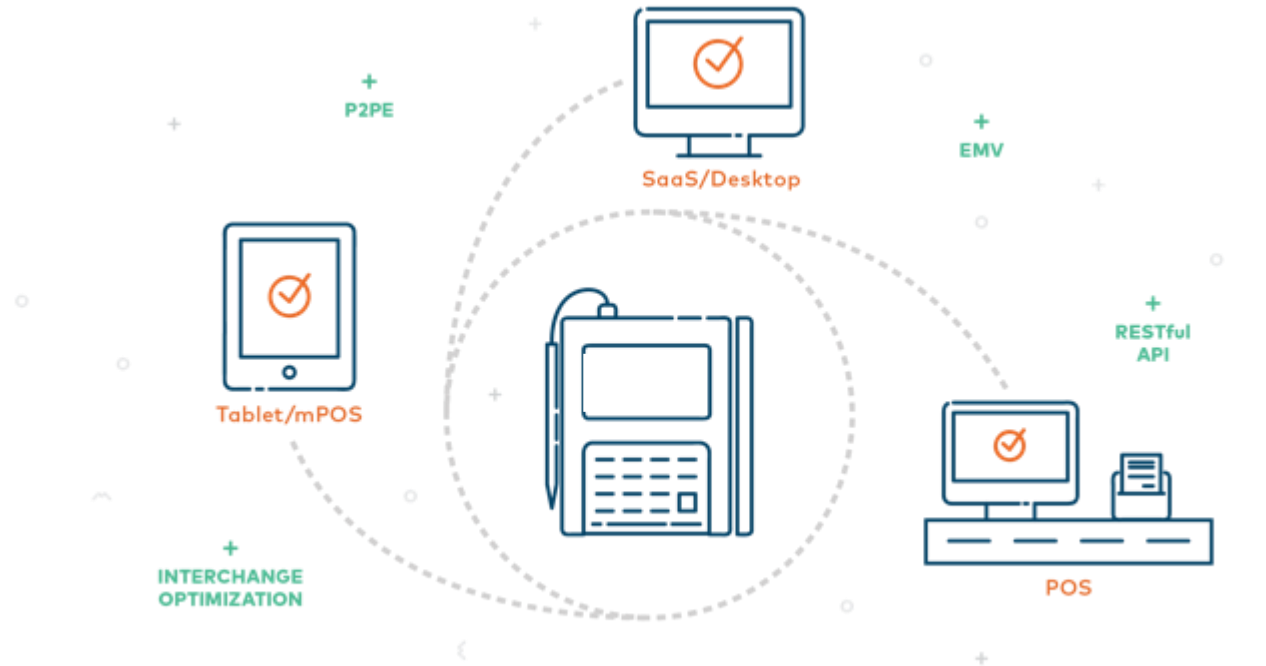 +
P2PE
SaaS/Desktop
+
EMV
Tablet/mPOS
+
RESTful
API
+
INTERCHANGE
OPTIMIZATION
POS